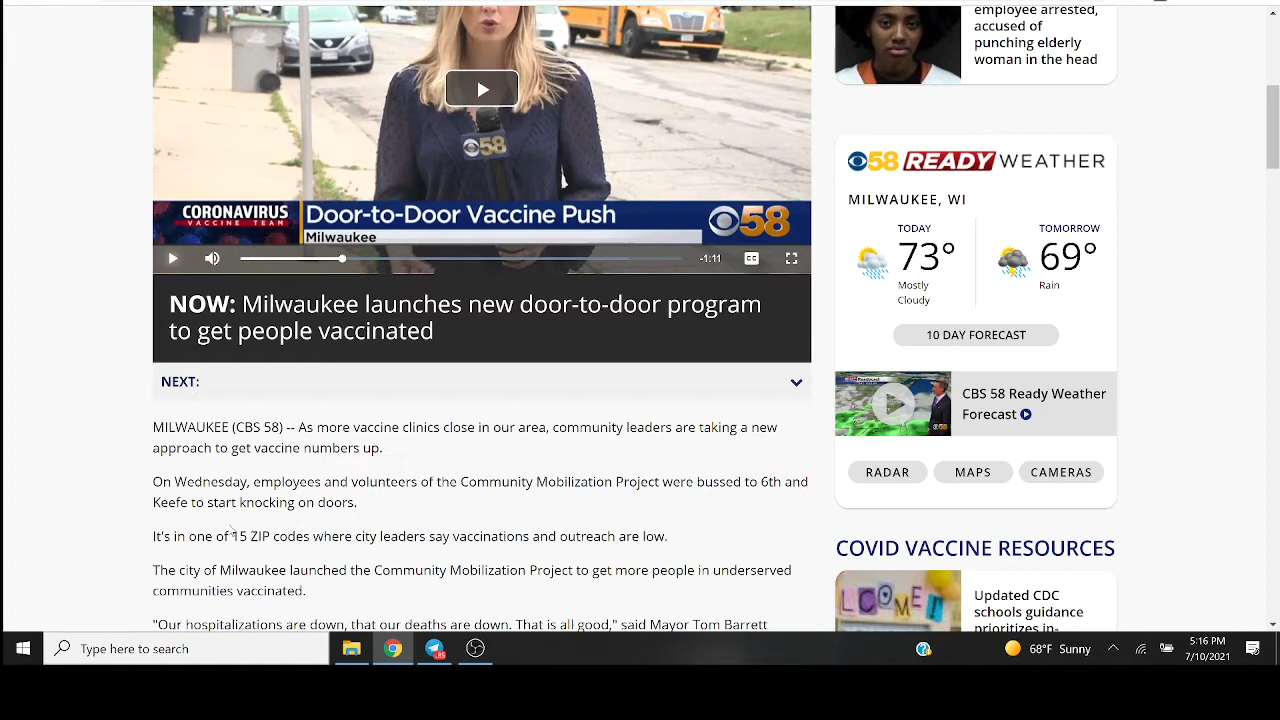 58
CORONAVIRUS
VACCINE TEAM
Door-to-Door Vaccine Push
58
Milwaukee
-1:11
CC
NOW: Milwaukee launches new door-to-door program
to get people vaccinated
NEXT:
MILWAUKEE (CBS 58) -- As more vaccine clinics close in our area, community leaders are taking a new
approach to get vaccine numbers up.
On Wednesday, employees and volunteers of the Community Mobilization Project were bussed to 6th and
Keefe to start knocking on doors.
It's in one of 15 ZIP codes where city leaders say vaccinations and outreach are low.
The city of Milwaukee launched the Community Mobilization Project to get more people in underserved
communities vaccinated.
"Our hospitalizations are down, that our deaths are down. That is all good," said Mayor Tom Barrett
employee arrested,
accused of
punching elderly
woman in the head
58 READY WEATHER
MILWAUKEE, WI
TODAY
73°
Mostly
Cloudy
TOMORROW
69°
Rain
10 DAY FORECAST
CBS 58 Ready Weather
Forecast
RADAR
MAPS
CAMERAS
COVID VACCINE RESOURCES
Updated CDC
schools guidance
prioritizes in-
Type here to search
68°F Sunny
5:16 PM
7/10/2021